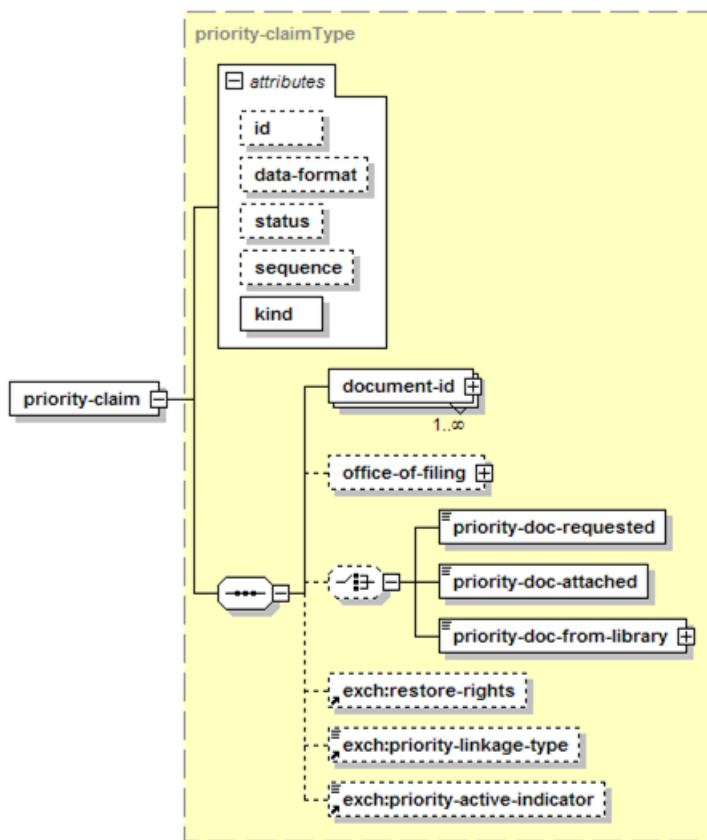 priority-claimType
attributes
id
data-format
status
sequence
kind
priority-claim
document-id
1..∞
office-of-filing
priority-doc-requested
priority-doc-attached
priority-doc-from-library
exch:restore-rights
exch:priority-linkage-type
exch:priority-active-indicator